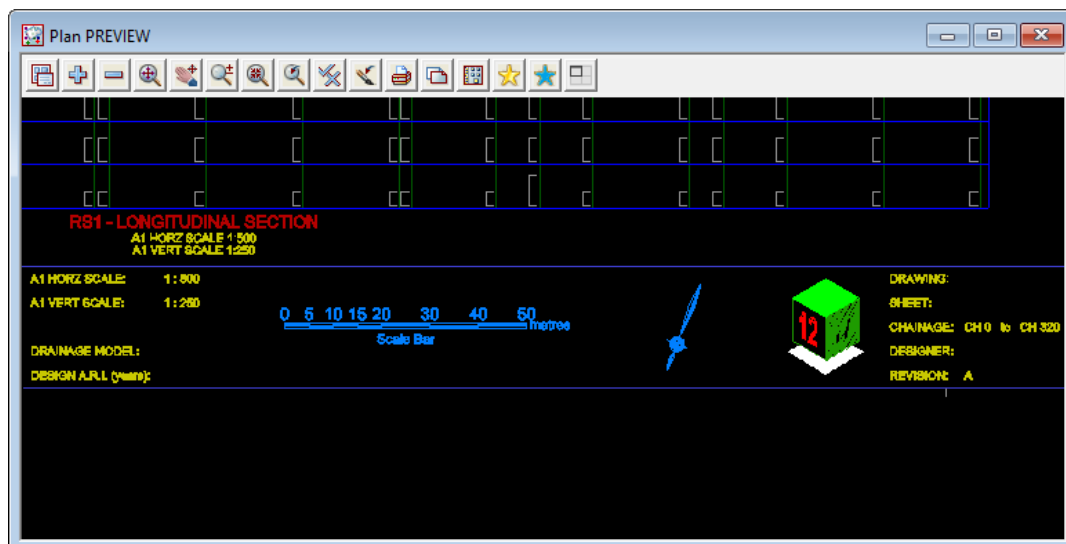 Plan PREVIEW
RS1 - LONGITUDINAL SECTION
A1 HORZ SCALE 1:500
A1 VERT SCALE 1:250
A1 HORZ SCALE: 1 : 500
A1 VERT SCALE: 1 : 250
0 5 10 15 20 30 40 50 metres
Scale Bar
DRAINAGE MODEL:
DESIGN A.R.I. (years):
12
DRAWING:
SHEET:
CHAINAGE: CH 0 to CH 320
DESIGNER:
REVISION: A